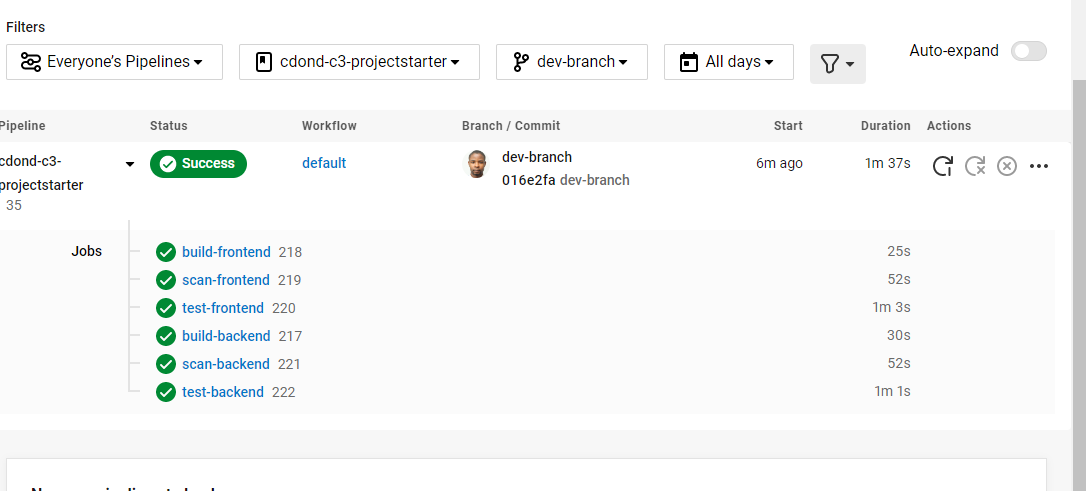 Filters
Everyone's Pipelines
cdond-c3-projectstarter
dev-branch
All days
Auto-expand
Pipeline Status Workflow Branch / Commit Start Duration Actions
cdond-c3-
projectstarter
35
Success
default
dev-branch
016e2fa dev-branch
6m ago
1m 37s
Jobs
build-frontend 218 25s
scan-frontend 219 52s
test-frontend 220 1m 3s
build-backend 217 30s
scan-backend 221 52s
test-backend 222 1m 1s